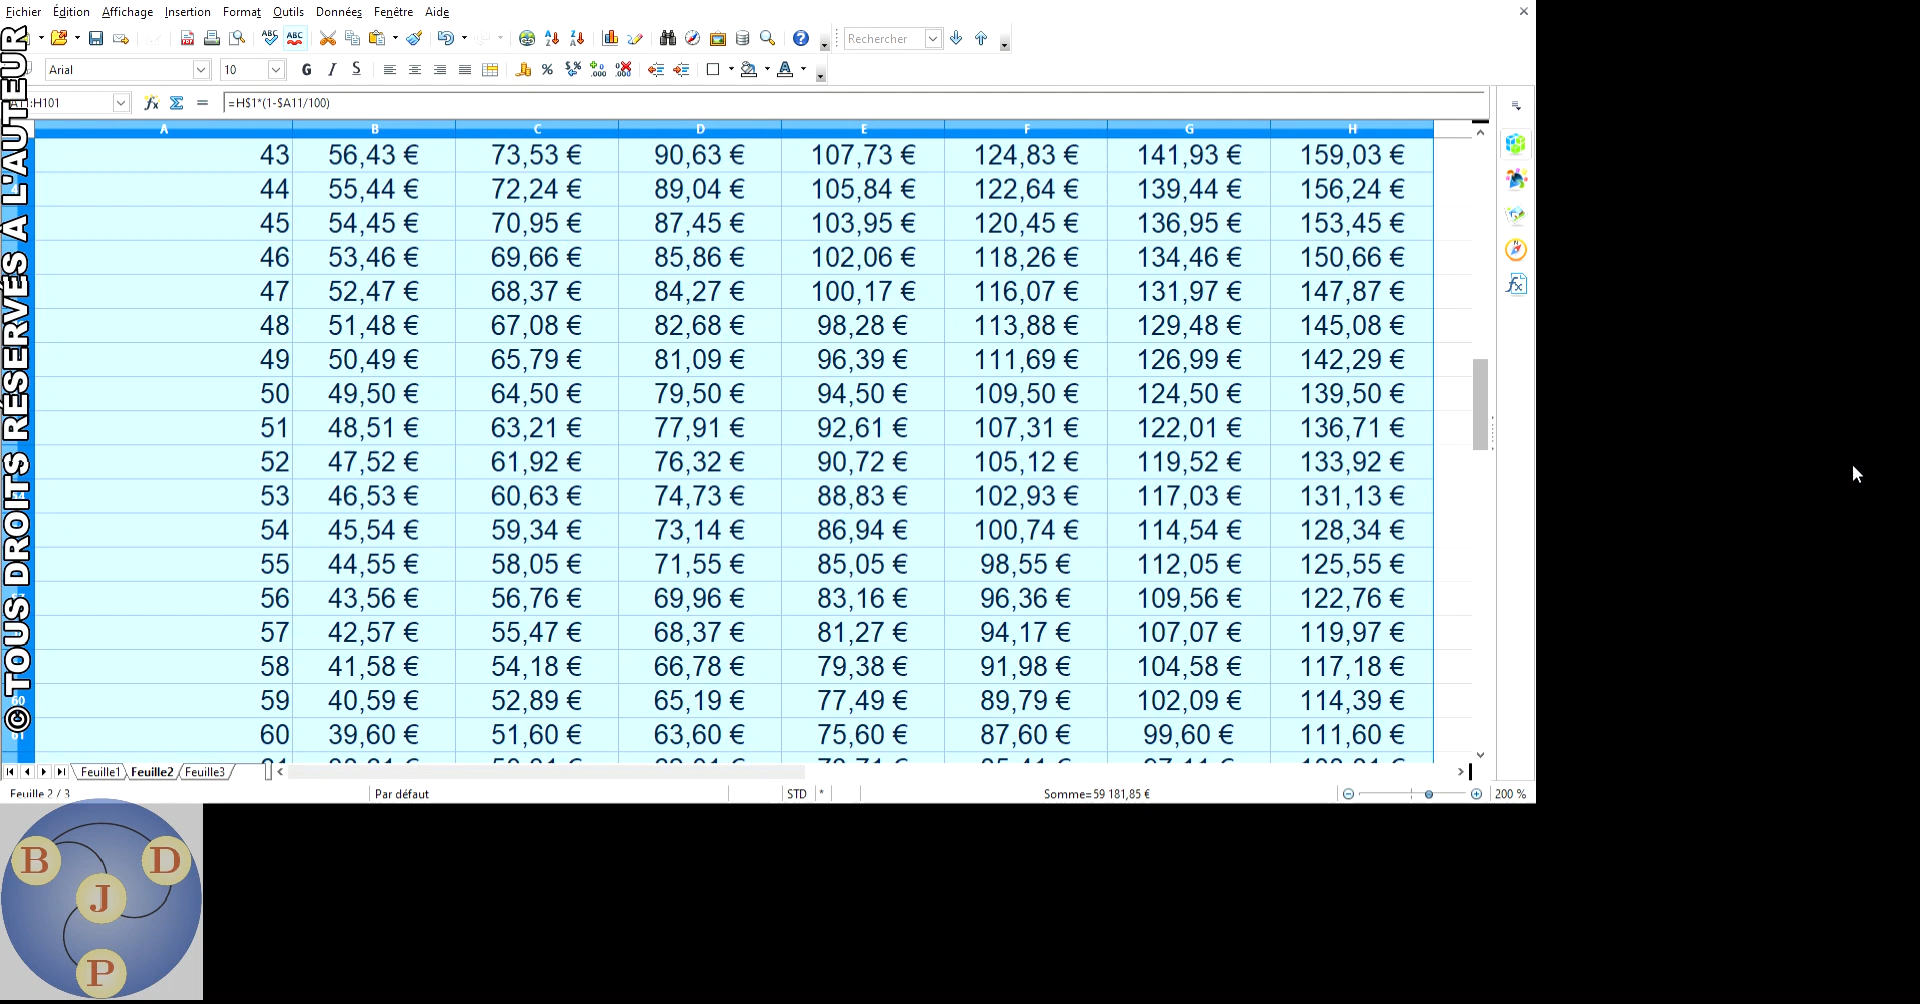 Fichier Édition Affichage Insertion Format Outils Données Fenêtre Aide
Rechercher
Arial 10 G I S
:H101 =H$1*(1-$A11/100)
A B C D E F G H
43 56,43 € 73,53 € 90,63 € 107,73 € 124,83 € 141,93 € 159,03 €
44 55,44 € 72,24 € 89,04 € 105,84 € 122,64 € 139,44 € 156,24 €
45 54,45 € 70,95 € 87,45 € 103,95 € 120,45 € 136,95 € 153,45 €
46 53,46 € 69,66 € 85,86 € 102,06 € 118,26 € 134,46 € 150,66 €
47 52,47 € 68,37 € 84,27 € 100,17 € 116,07 € 131,97 € 147,87 €
48 51,48 € 67,08 € 82,68 € 98,28 € 113,88 € 129,48 € 145,08 €
49 50,49 € 65,79 € 81,09 € 96,39 € 111,69 € 126,99 € 142,29 €
50 49,50 € 64,50 € 79,50 € 94,50 € 109,50 € 124,50 € 139,50 €
51 48,51 € 63,21 € 77,91 € 92,61 € 107,31 € 122,01 € 136,71 €
52 47,52 € 61,92 € 76,32 € 90,72 € 105,12 € 119,52 € 133,92 €
53 46,53 € 60,63 € 74,73 € 88,83 € 102,93 € 117,03 € 131,13 €
54 45,54 € 59,34 € 73,14 € 86,94 € 100,74 € 114,54 € 128,34 €
55 44,55 € 58,05 € 71,55 € 85,05 € 98,55 € 112,05 € 125,55 €
56 43,56 € 56,76 € 69,96 € 83,16 € 96,36 € 109,56 € 122,76 €
57 42,57 € 55,47 € 68,37 € 81,27 € 94,17 € 107,07 € 119,97 €
58 41,58 € 54,18 € 66,78 € 79,38 € 91,98 € 104,58 € 117,18 €
59 40,59 € 52,89 € 65,19 € 77,49 € 89,79 € 102,09 € 114,39 €
60 39,60 € 51,60 € 63,60 € 75,60 € 87,60 € 99,60 € 111,60 €
Feuille1 Feuille2 Feuille3
Feuille 2 / 3 Par défaut STD * Somme=59 181,85 € 200 %
© TOUS DROITS RÉSERVÉS À L'AUTEUR
B D
J
P